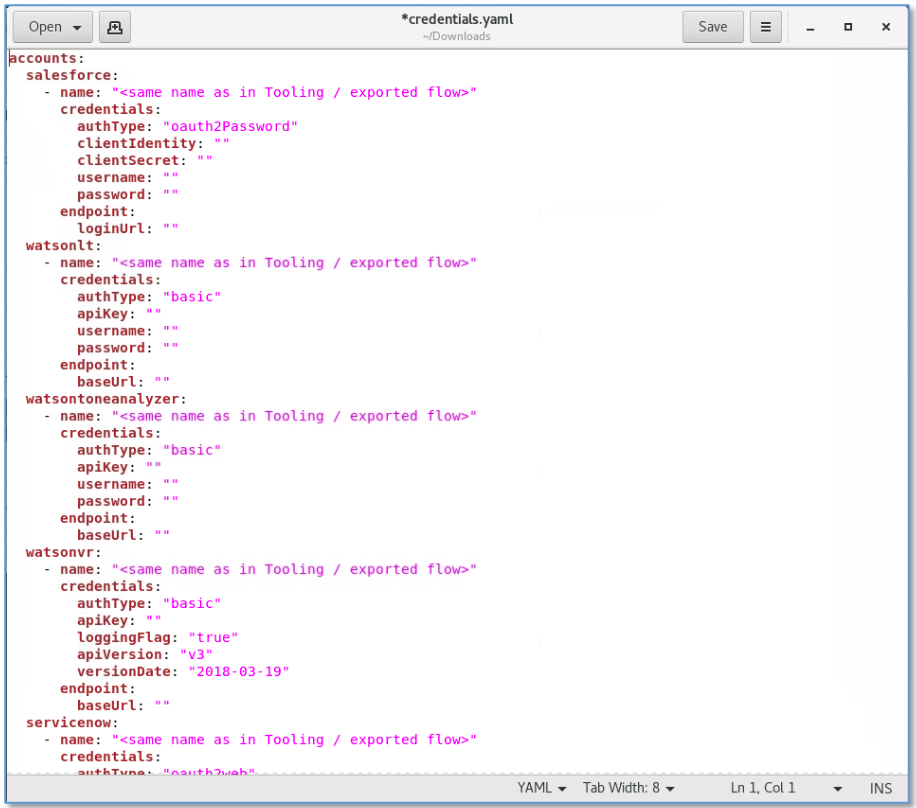 Open
*credentials.yaml
~/Downloads
Save
accounts:
  salesforce:
    - name: "<same name as in Tooling / exported flow>"
      credentials:
        authType: "oauth2Password"
        clientIdentity: ""
        clientSecret: ""
        username: ""
        password: ""
      endpoint:
        loginUrl: ""
  watsonlt:
    - name: "<same name as in Tooling / exported flow>"
      credentials:
        authType: "basic"
        apiKey: ""
        username: ""
        password: ""
      endpoint:
        baseUrl: ""
  watsontoneanalyzer:
    - name: "<same name as in Tooling / exported flow>"
      credentials:
        authType: "basic"
        apiKey: ""
        username: ""
        password: ""
      endpoint:
        baseUrl: ""
  watsonvr:
    - name: "<same name as in Tooling / exported flow>"
      credentials:
        authType: "basic"
        apiKey: ""
        loggingFlag: "true"
        apiVersion: "v3"
        versionDate: "2018-03-19"
      endpoint:
        baseUrl: ""
  servicenow:
    - name: "<same name as in Tooling / exported flow>"
      credentials:
        authType: "oauth2web"
YAML Tab Width: 8 Ln 1, Col 1 INS